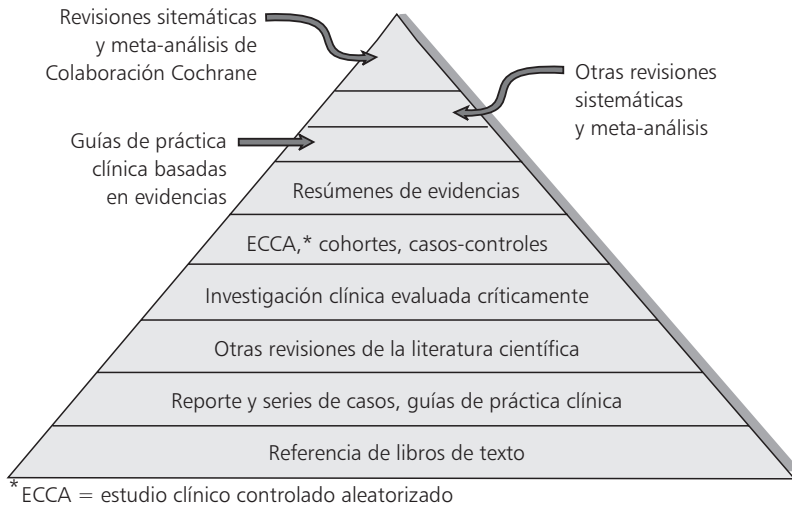 Revisiones sitemáticas
y meta-análisis de
Colaboración Cochrane
Otras revisiones
sistemáticas
y meta-análisis
Guías de práctica
clínica basadas
en evidencias
Resúmenes de evidencias
ECCA,* cohortes, casos-controles
Investigación clínica evaluada críticamente
Otras revisiones de la literatura científica
Reporte y series de casos, guías de práctica clínica
Referencia de libros de texto
*ECCA = estudio clínico controlado aleatorizado